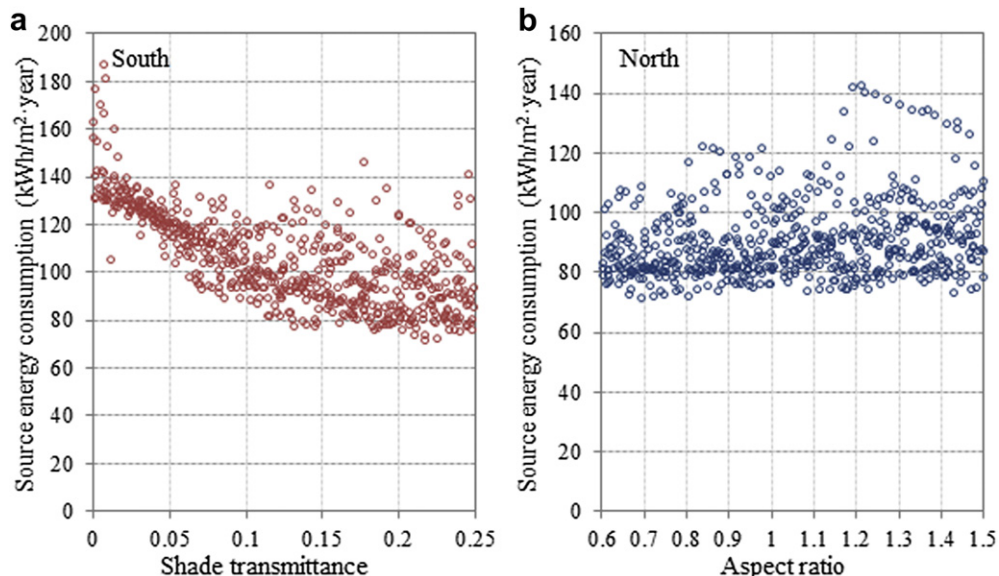 a
South
Source energy consumption (kWh/m²·year)
200
180
160
140
120
100
80
60
40
20
0
0 0.05 0.1 0.15 0.2 0.25
Shade transmittance
b
North
Source energy consumption (kWh/m²·year)
160
140
120
100
80
60
40
20
0
0.6 0.7 0.8 0.9 1 1.1 1.2 1.3 1.4 1.5
Aspect ratio